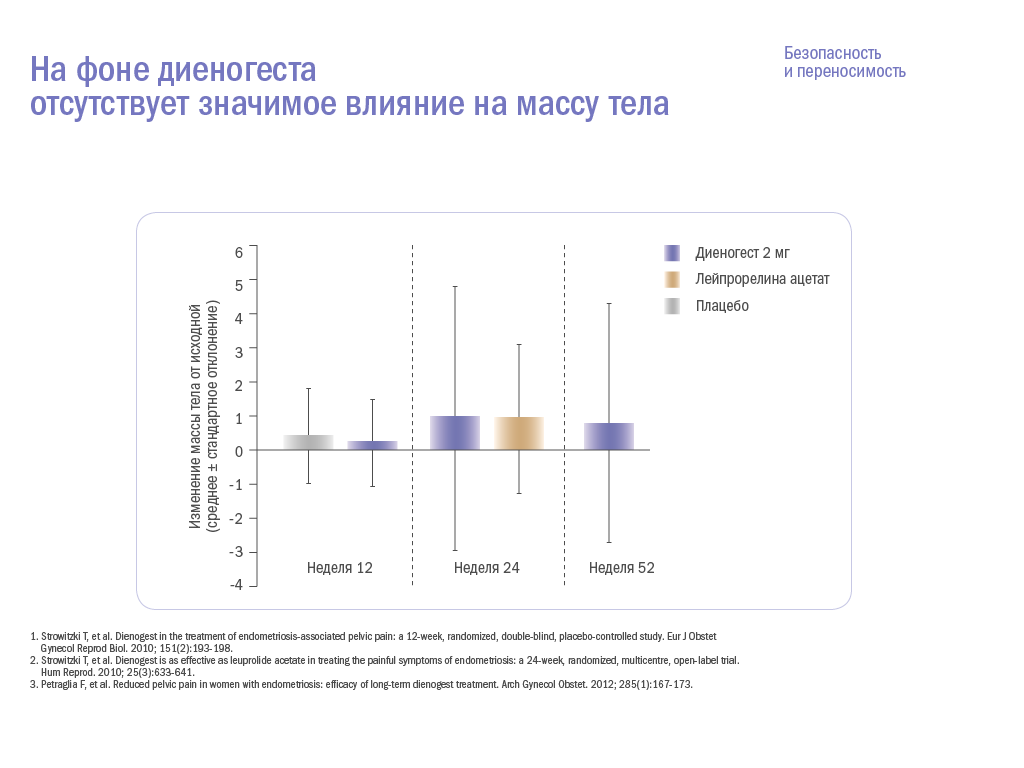 Безопасность
и переносимость
На фоне диеногеста
отсутствует значимое влияние на массу тела
Изменение массы тела от исходной
(среднее ± стандартное отклонение)
6
5
4
3
2
1
0
-1
-2
-3
-4
Диеногест 2 мг
Лейпрорелина ацетат
Плацебо
Неделя 12
Неделя 24
Неделя 52
1. Strowitzki T, et al. Dienogest in the treatment of endometriosis-associated pelvic pain: a 12-week, randomized, double-blind, placebo-controlled study. Eur J Obstet
Gynecol Reprod Biol. 2010; 151(2):193-198.
2. Strowitzki T, et al. Dienogest is as effective as leuprolide acetate in treating the painful symptoms of endometriosis: a 24-week, randomized, multicentre, open-label trial.
Hum Reprod. 2010; 25(3):633-641.
3. Petraglia F, et al. Reduced pelvic pain in women with endometriosis: efficacy of long-term dienogest treatment. Arch Gynecol Obstet. 2012; 285(1):167-173.